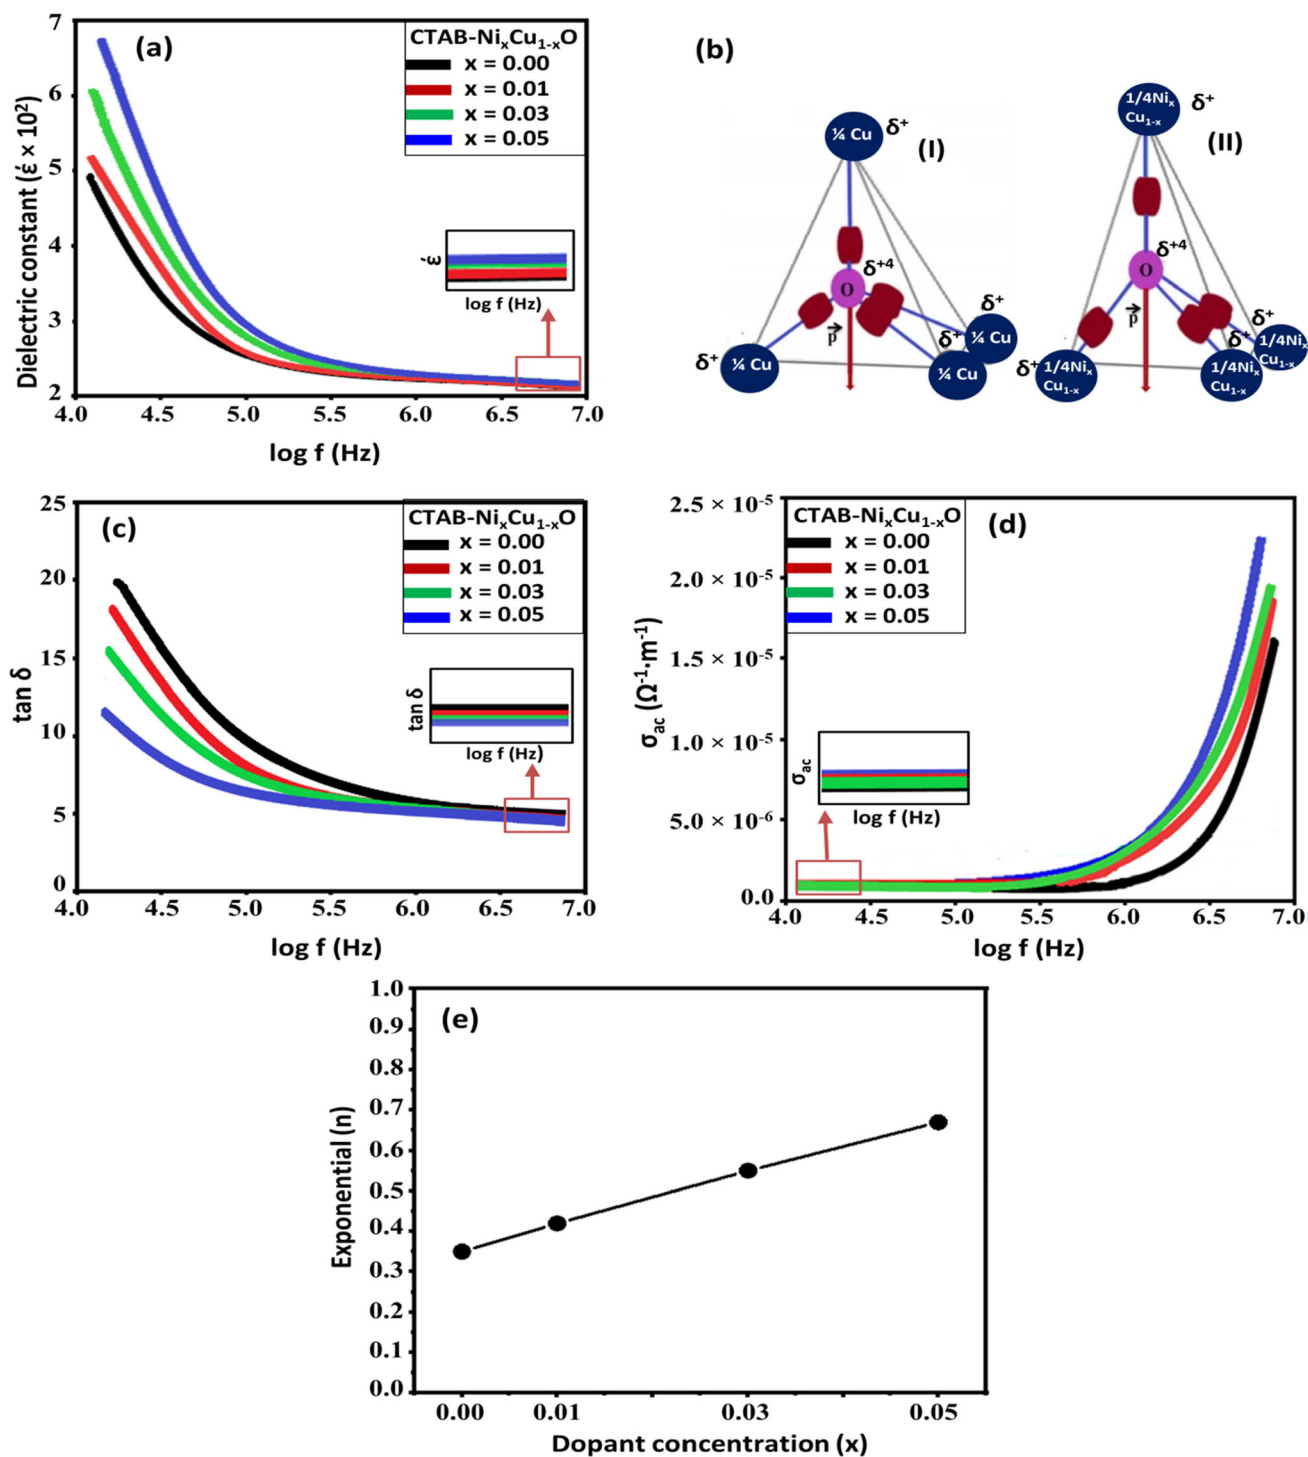 (a)
CTAB-NiₓCu₁₋ₓO
x = 0.00
x = 0.01
x = 0.03
x = 0.05
Dielectric constant (έ × 10²)
7
6
5
4
3
2
4.0 4.5 5.0 5.5 6.0 6.5 7.0
log f (Hz)
έ
log f (Hz)
(b)
(I)
¼ Cu δ⁺
δ⁺⁴
O
p
δ⁺ ¼ Cu
δ⁺ ¼ Cu
δ⁺ ¼ Cu
(II)
1/4Niₓ
Cu₁₋ₓ
δ⁺
δ⁺⁴
O
p
δ⁺ 1/4Niₓ
Cu₁₋ₓ
δ⁺ 1/4Niₓ
Cu₁₋ₓ
δ⁺ 1/4Niₓ
Cu₁₋ₓ
(c)
CTAB-NiₓCu₁₋ₓO
x = 0.00
x = 0.01
x = 0.03
x = 0.05
tan δ
25
20
15
10
5
0
4.0 4.5 5.0 5.5 6.0 6.5 7.0
log f (Hz)
tan δ
log f (Hz)
(d)
CTAB-NiₓCu₁₋ₓO
x = 0.00
x = 0.01
x = 0.03
x = 0.05
σac (Ω⁻¹·m⁻¹)
2.5 × 10⁻⁵
2.0 × 10⁻⁵
1.5 × 10⁻⁵
1.0 × 10⁻⁵
5.0 × 10⁻⁶
0.0
4.0 4.5 5.0 5.5 6.0 6.5 7.0
log f (Hz)
σac
log f (Hz)
(e)
Exponential (n)
1.0
0.9
0.8
0.7
0.6
0.5
0.4
0.3
0.2
0.1
0.0
0.00 0.01 0.03 0.05
Dopant concentration (x)